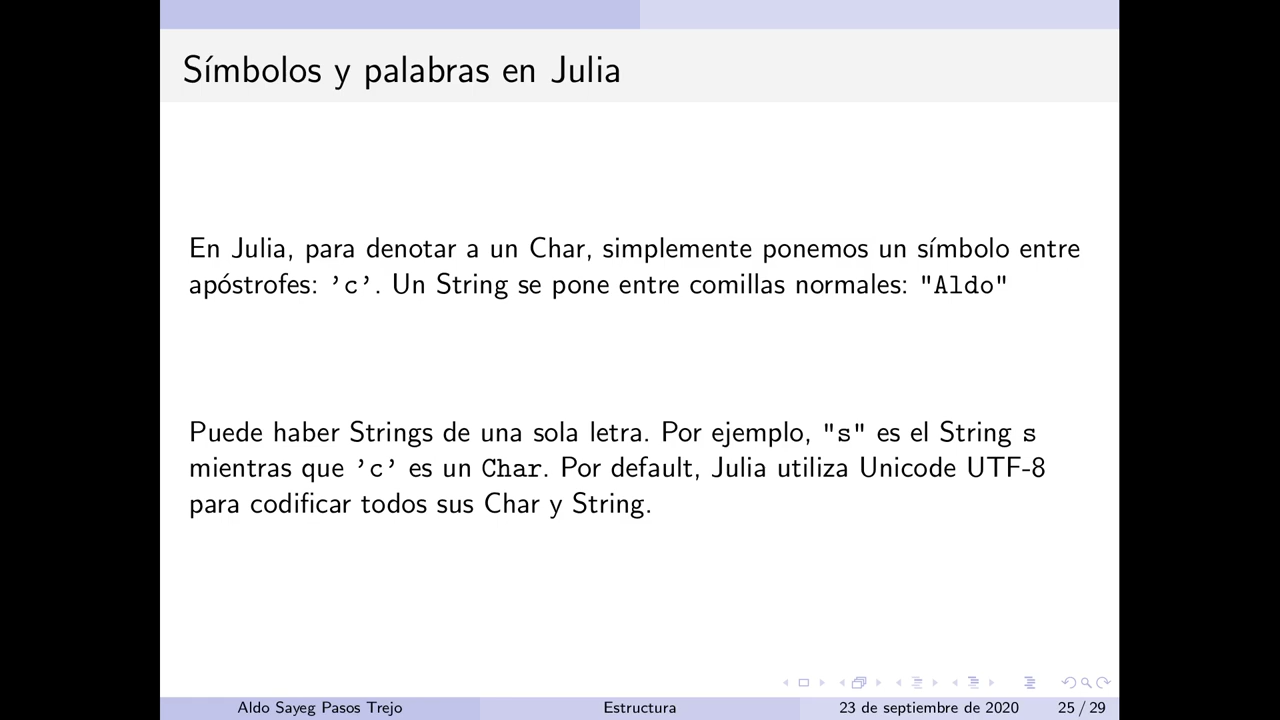 Símbolos y palabras en Julia
En Julia, para denotar a un Char, simplemente ponemos un símbolo entre
apóstrofes: ’c’. Un String se pone entre comillas normales: "Aldo"
Puede haber Strings de una sola letra. Por ejemplo, "s" es el String s
mientras que ’c’ es un Char. Por default, Julia utiliza Unicode UTF-8
para codificar todos sus Char y String.
Aldo Sayeg Pasos Trejo Estructura 23 de septiembre de 2020 25 / 29